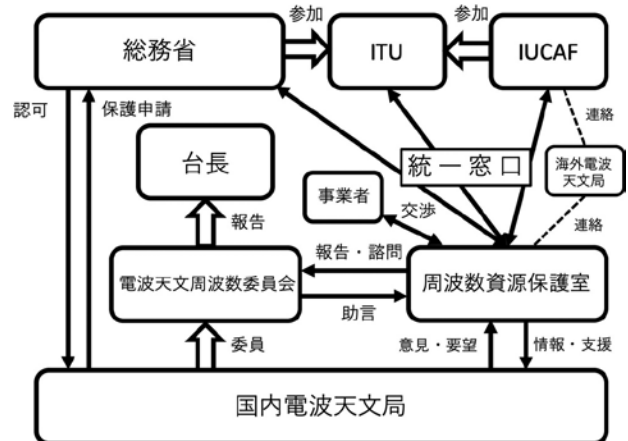 参加
参加
総務省
ITU
IUCAF
認可
保護申請
連絡
台長
統一窓口
海外電波
天文局
事業者
交渉
報告
連絡
報告・諮問
電波天文周波数委員会
周波数資源保護室
助言
委員
意見・要望
情報・支援
国内電波天文局